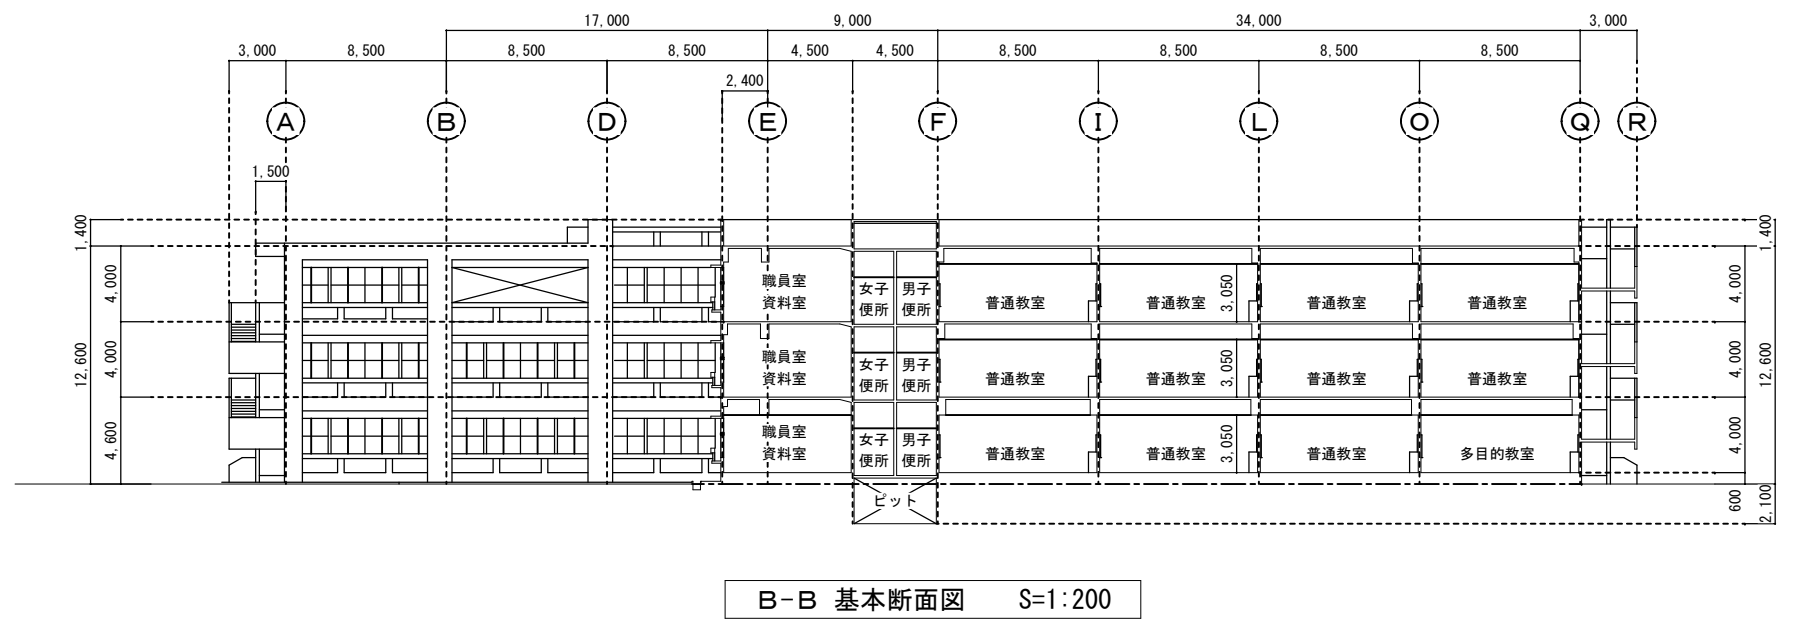 17,000 9,000 34,000 3,000
3,000 8,500 8,500 8,500 4,500 4,500 8,500 8,500 8,500 8,500
2,400
A B D E F I L O Q R
1,500
1,400 1,400
4,000 職員室 女子 男子 3,050 4,000
資料室 便所 便所 普通教室 普通教室 普通教室 普通教室
12,600 4,000 職員室 女子 男子 3,050 4,000 12,600
資料室 便所 便所 普通教室 普通教室 普通教室 普通教室
4,600 職員室 女子 男子 3,050 4,000
資料室 便所 便所 普通教室 普通教室 普通教室 多目的教室
ピット 600 2,100
B-B 基本断面図 S=1:200